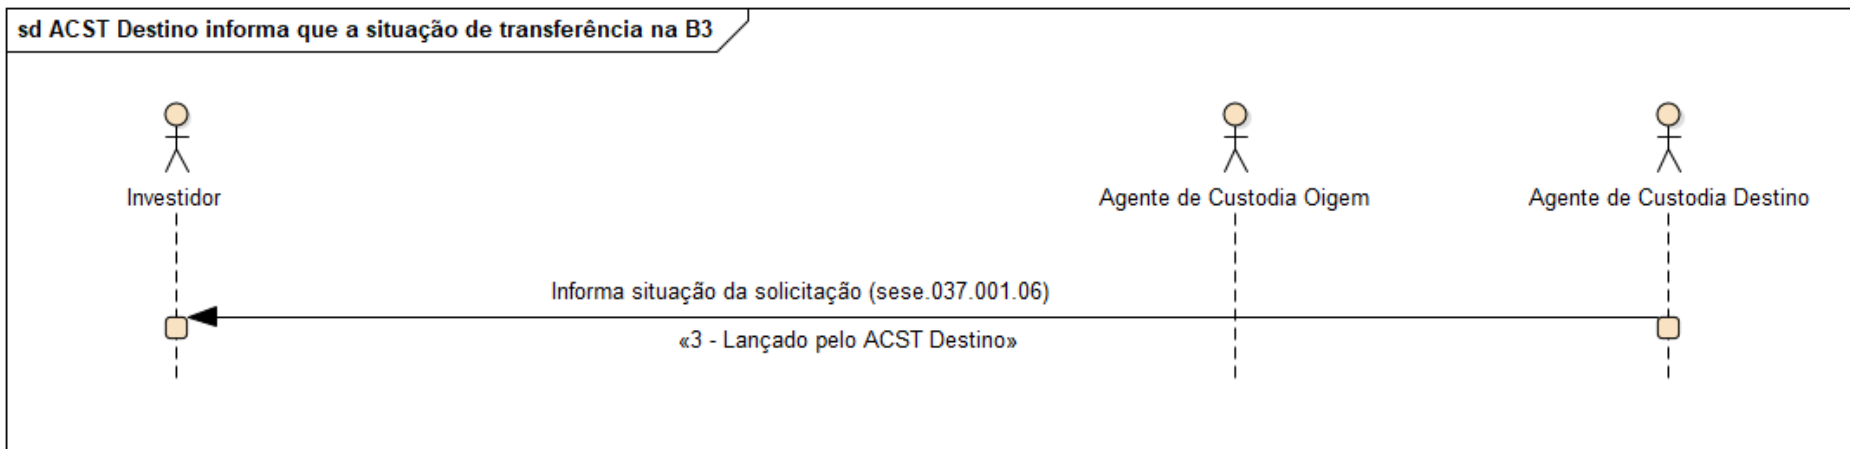 sd ACST Destino informa que a situação de transferência na B3
Investidor
Agente de Custodia Oigem
Agente de Custodia Destino
Informa situação da solicitação (sese.037.001.06)
«3 - Lançado pelo ACST Destino»